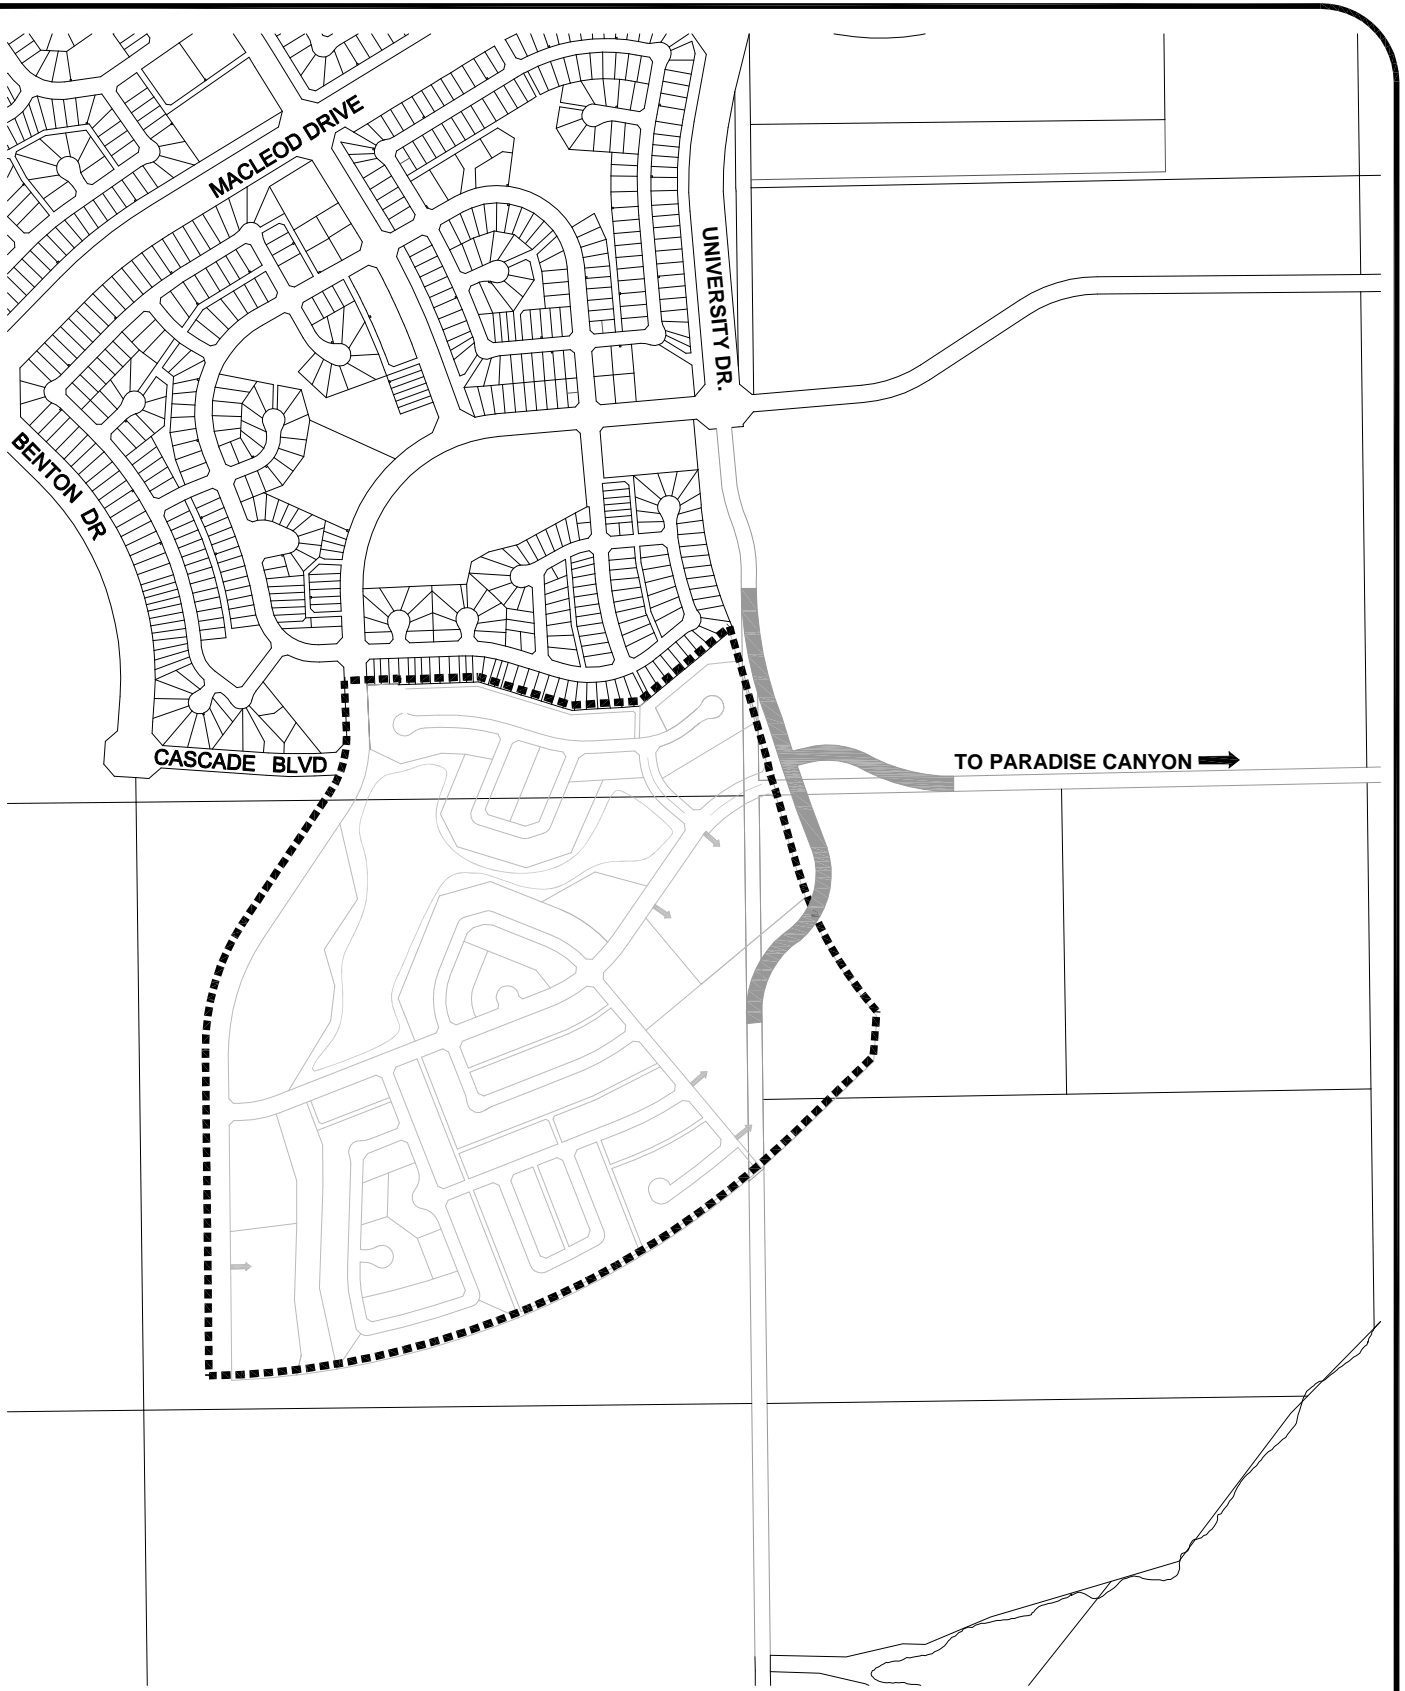 MACLEOD DRIVE
UNIVERSITY DR.
BENTON DR
CASCADE BLVD
TO PARADISE CANYON